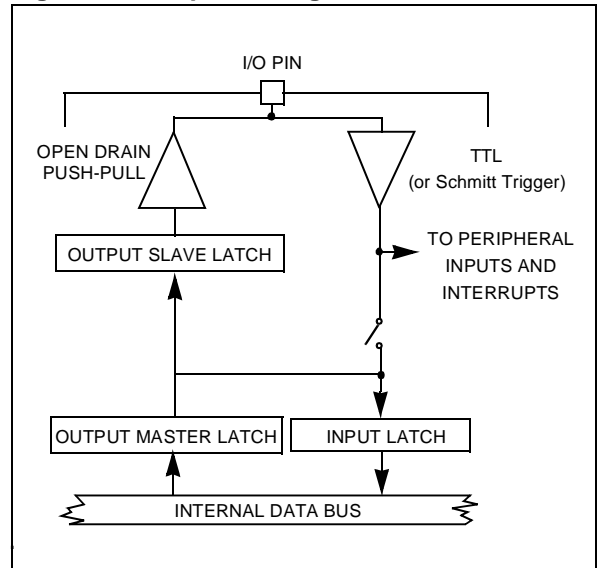 I/O PIN
OPEN DRAIN
PUSH-PULL
TTL
(or Schmitt Trigger)
TO PERIPHERAL
INPUTS AND
INTERRUPTS
OUTPUT SLAVE LATCH
OUTPUT MASTER LATCH
INPUT LATCH
INTERNAL DATA BUS